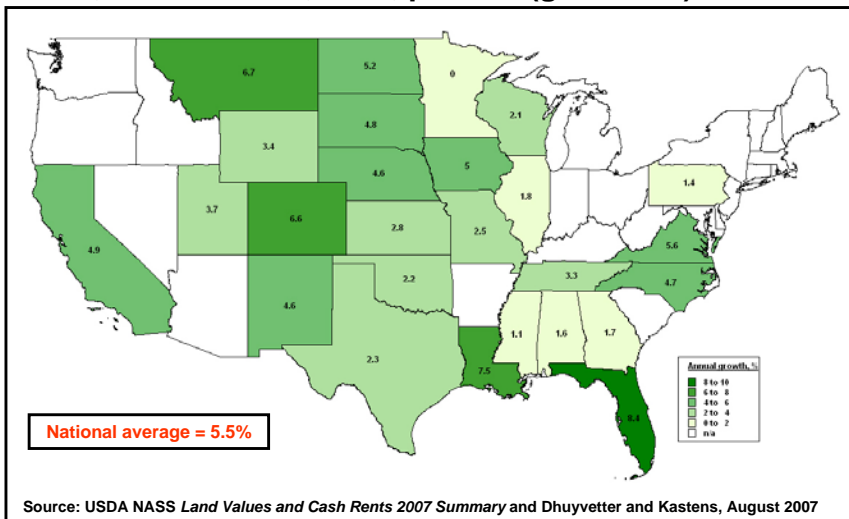 6.7
5.2
0
4.8
2.1
3.4
4.6
5
1.4
1.8
3.7
6.6
2.8
2.5
4.9
5.6
3.3
4.7
4.6
2.2
1.1
1.6
1.7
2.3
7.5
8.4
Annual growth, %
8 to 10
6 to 8
4 to 6
2 to 4
0 to 2
n/a
National average = 5.5%
Source: USDA NASS Land Values and Cash Rents 2007 Summary and Dhuyvetter and Kastens, August 2007